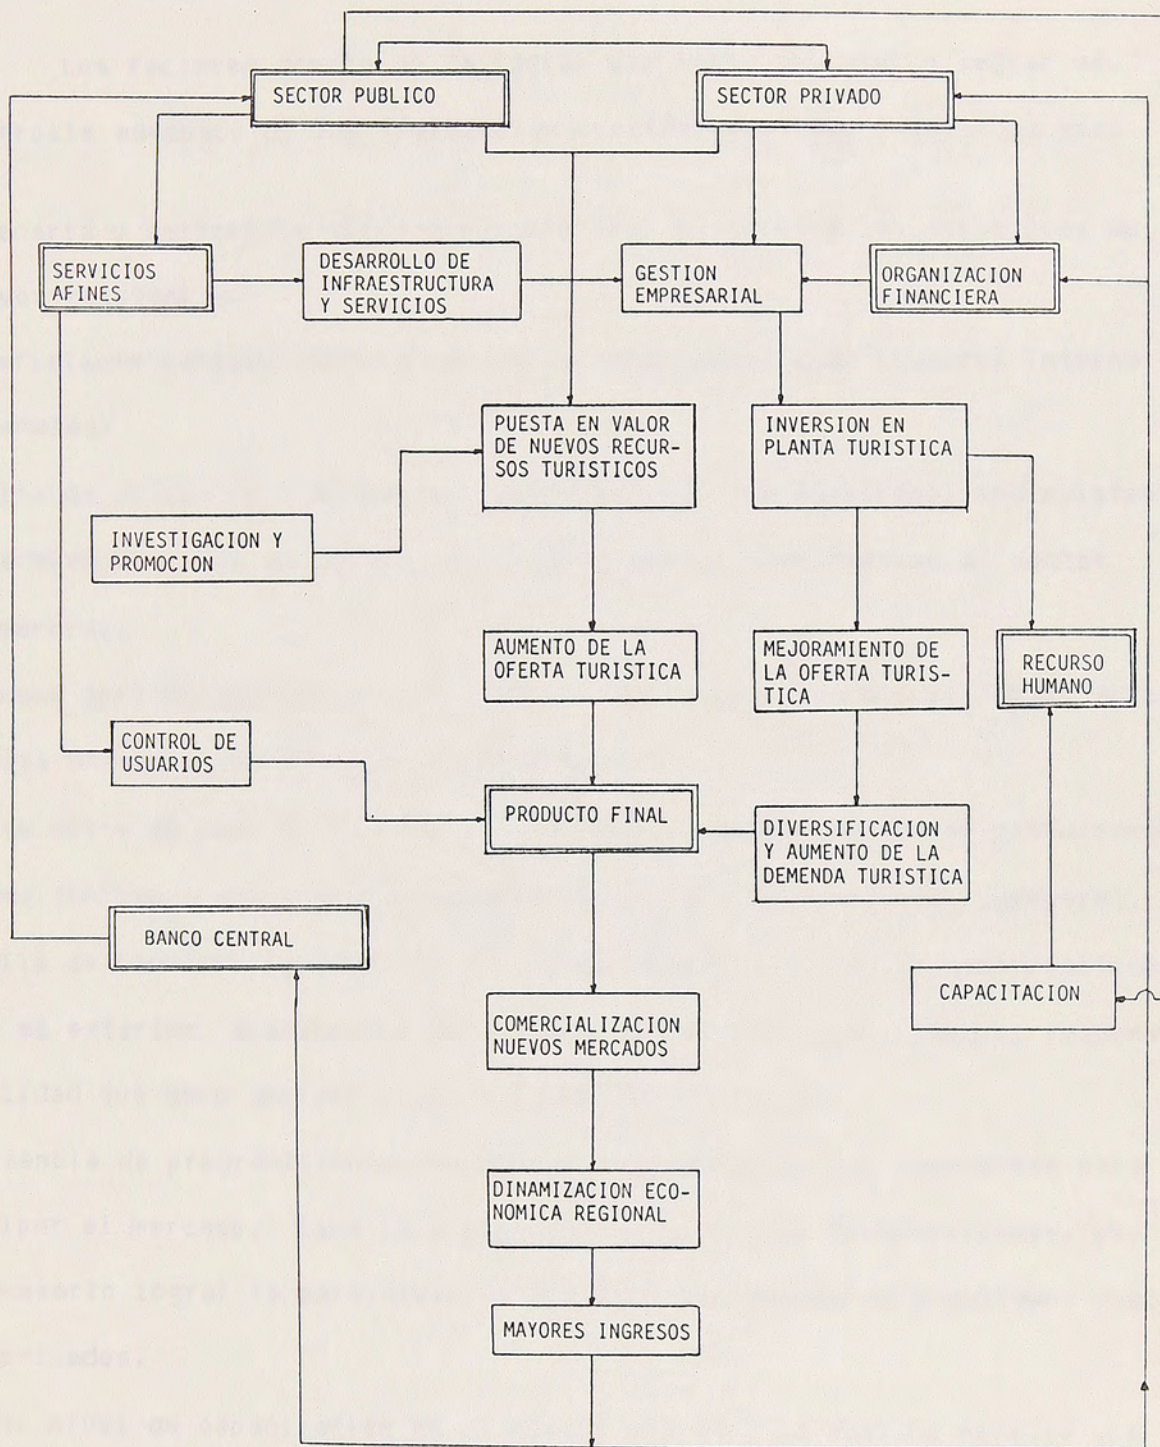 SECTOR PUBLICO
SECTOR PRIVADO
SERVICIOS
AFINES
DESARROLLO DE
INFRAESTRUCTURA
Y SERVICIOS
GESTION
EMPRESARIAL
ORGANIZACION
FINANCIERA
PUESTA EN VALOR
DE NUEVOS RECUR-
SOS TURISTICOS
INVERSION EN
PLANTA TURISTICA
INVESTIGACION Y
PROMOCION
AUMENTO DE LA
OFERTA TURISTICA
MEJORAMIENTO DE
LA OFERTA TURIS-
TICA
RECURSO
HUMANO
CONTROL DE
USUARIOS
PRODUCTO FINAL
DIVERSIFICACION
Y AUMENTO DE LA
DEMENDA TURISTICA
BANCO CENTRAL
CAPACITACION
COMERCIALIZACION
NUEVOS MERCADOS
DINAMIZACION ECO-
NOMICA REGIONAL
MAYORES INGRESOS